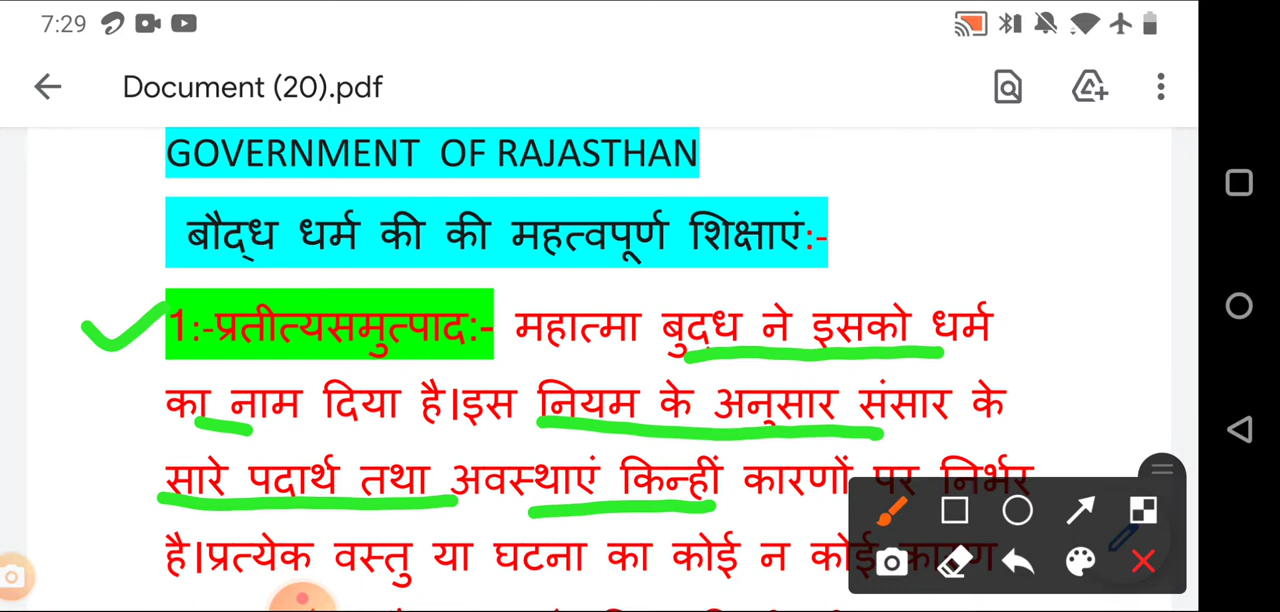 7:29
Document (20).pdf
GOVERNMENT OF RAJASTHAN
बौद्ध धर्म की की महत्वपूर्ण शिक्षाएं:-
1:-प्रतीत्यसमुत्पाद:- महात्मा बुद्ध ने इसको धर्म
का नाम दिया है।इस नियम के अनुसार संसार के
सारे पदार्थ तथा अवस्थाएं किन्हीं कारणों पर निर्भर
है।प्रत्येक वस्तु या घटना का कोई न कोई कारण